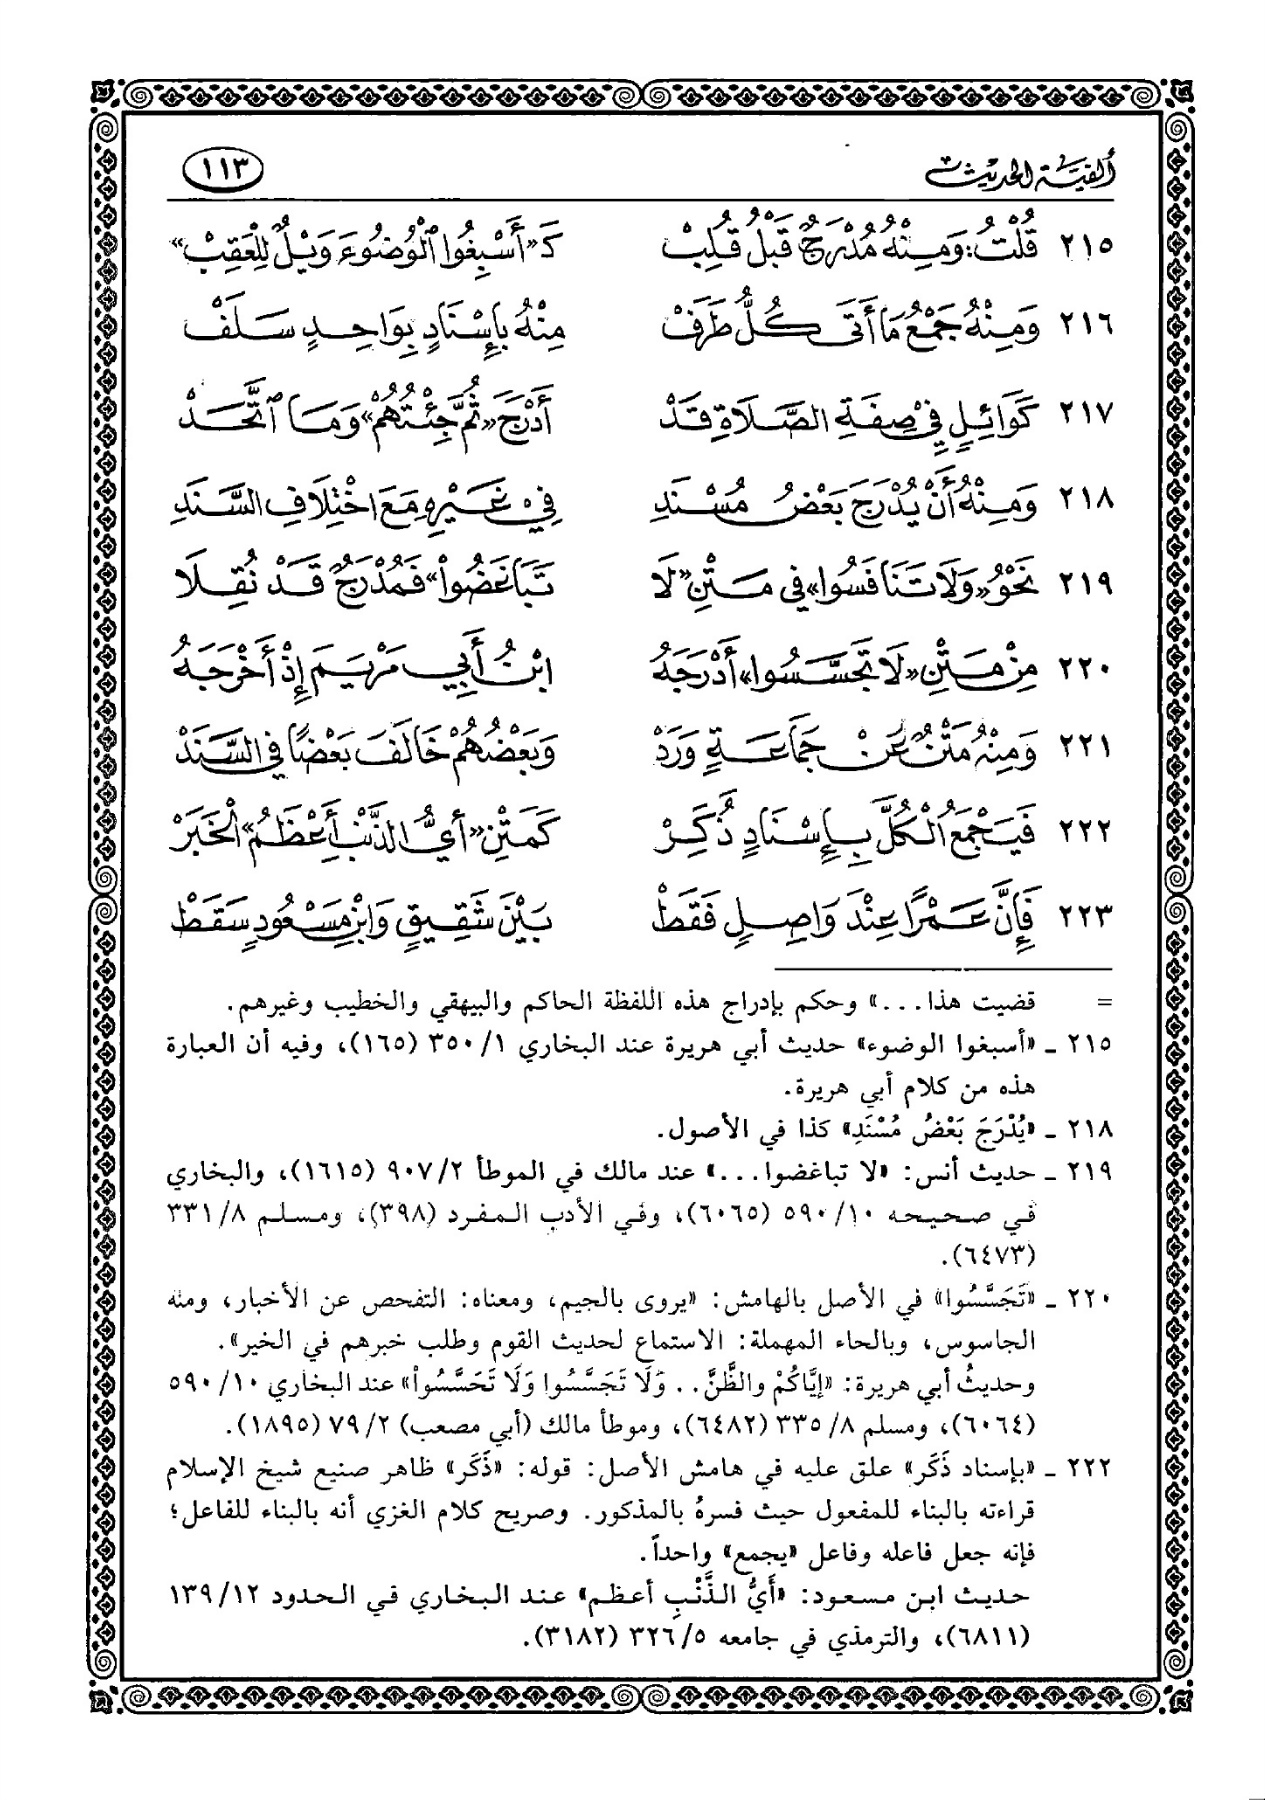 ألفية الحديث
١١٣
٢١٥ قُلْتُ: وَمِنْهُ مُدْرَجٌ قَبْلُ قُلِبْ كَـ «أَسْبِغُوا الْوُضُوءَ وَيْلٌ لِلْعَقِبْ»
٢١٦ وَمِنْهُ جَمْعُ مَا أَتَى كُلُّ طَرَفْ مِنْهُ بِإِسْنَادٍ بِوَاحِدٍ سَلَفْ
٢١٧ كَوَائِلٍ فِي صِفَةِ الصَّلَاةِ قَدْ أُدْرِجَ «ثُمَّ جِئْتُهُمْ» وَمَا اتَّحَدْ
٢١٨ وَمِنْهُ أَنْ يُدْرَجَ بَعْضُ مُسْنَدِ فِي غَيْرِهِ مَعَ اخْتِلَافِ السَّنَدِ
٢١٩ نَحْوُ «وَلَا تَنَافَسُوا» فِي مَتْنِ «لَا تَبَاغَضُوا» فَمُدْرَجٌ قَدْ نُقِلَا
٢٢٠ مِنْ مَتْنِ «لَا تَجَسَّسُوا» أَدْرَجَهُ ابْنُ أَبِي مَرْيَمَ إِذْ أَخْرَجَهُ
٢٢١ وَمِنْهُ مَتْنٌ عَنْ جَمَاعَةٍ وَرَدْ وَبَعْضُهُمْ خَالَفَ بَعْضًا فِي السَّنَدْ
٢٢٢ فَيَجْمَعُ الْكُلَّ بِإِسْنَادٍ ذُكِرْ كَمَتْنِ «أَيُّ الذَّنْبِ أَعْظَمُ» الْخَبَرْ
٢٢٣ فَإِنَّ عَمْرًا عِنْدَ وَاصِلٍ فَقَطْ بَيْنَ شَقِيقٍ وَابْنِ مَسْعُودٍ سَقَطْ
= قضيت هذا...» وحكم بإدراج هذه اللفظة الحاكم والبيهقي والخطيب وغيرهم.
٢١٥ ـ «أسبغوا الوضوء» حديث أبي هريرة عند البخاري ١/ ٣٥٠ (١٦٥)، وفيه أن العبارة
هذه من كلام أبي هريرة.
٢١٨ ـ «يُدْرَجَ بَعْضُ مُسْنَدِ» كذا في الأصول.
٢١٩ ـ حديث أنس: «لا تباغضوا...» عند مالك في الموطأ ٢/ ٩٠٧ (١٦١٥)، والبخاري
في صحيحه ١٠/ ٥٩٠ (٦٠٦٥)، وفي الأدب المفرد (٣٩٨)، ومسلم ٨/ ٣٣١
(٦٤٧٣).
٢٢٠ ـ «تَجَسَّسُوا» في الأصل بالهامش: «يروى بالجيم، ومعناه: التفحص عن الأخبار، ومنه
الجاسوس، وبالحاء المهملة: الاستماع لحديث القوم وطلب خبرهم في الخير».
وحديثُ أبي هريرة: «إيَّاكُمْ والظَّنَّ.. وَلَا تَجَسَّسُوا وَلَا تَحَسَّسُوا» عند البخاري ١٠/ ٥٩٠
(٦٠٦٤)، ومسلم ٨/ ٣٣٥ (٦٤٨٢)، وموطأ مالك (أبي مصعب) ٢/ ٧٩ (١٨٩٥).
٢٢٢ ـ «بإسناد ذَكَر» علق عليه في هامش الأصل: قوله: «ذَكَر» ظاهر صنيع شيخ الإسلام
قراءته بالبناء للمفعول حيث فسرهُ بالمذكور. وصريح كلام الغزي أنه بالبناء للفاعل؛
فإنه جعل فاعله وفاعل «يجمع» واحداً.
حديث ابن مسعود: «أَيُّ الذَّنْبِ أعظم» عند البخاري في الحدود ١٢/ ١٣٩
(٦٨١١)، والترمذي في جامعه ٥/ ٣٢٦ (٣١٨٢).